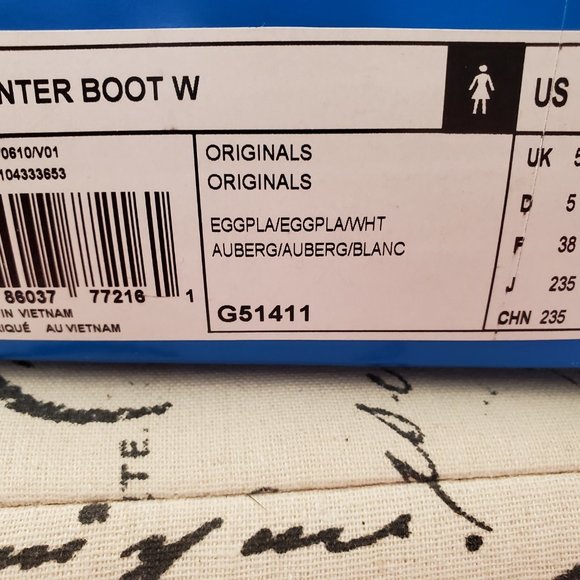 NTER BOOT W
US
0610/V01
104333653
ORIGINALS
ORIGINALS
EGGPLA/EGGPLA/WHT
AUBERG/AUBERG/BLANC
G51411
86037 77216 1
IN VIETNAM
RIQUÉ AU VIETNAM
UK 5
D 5
F 38
J 235
CHN 235